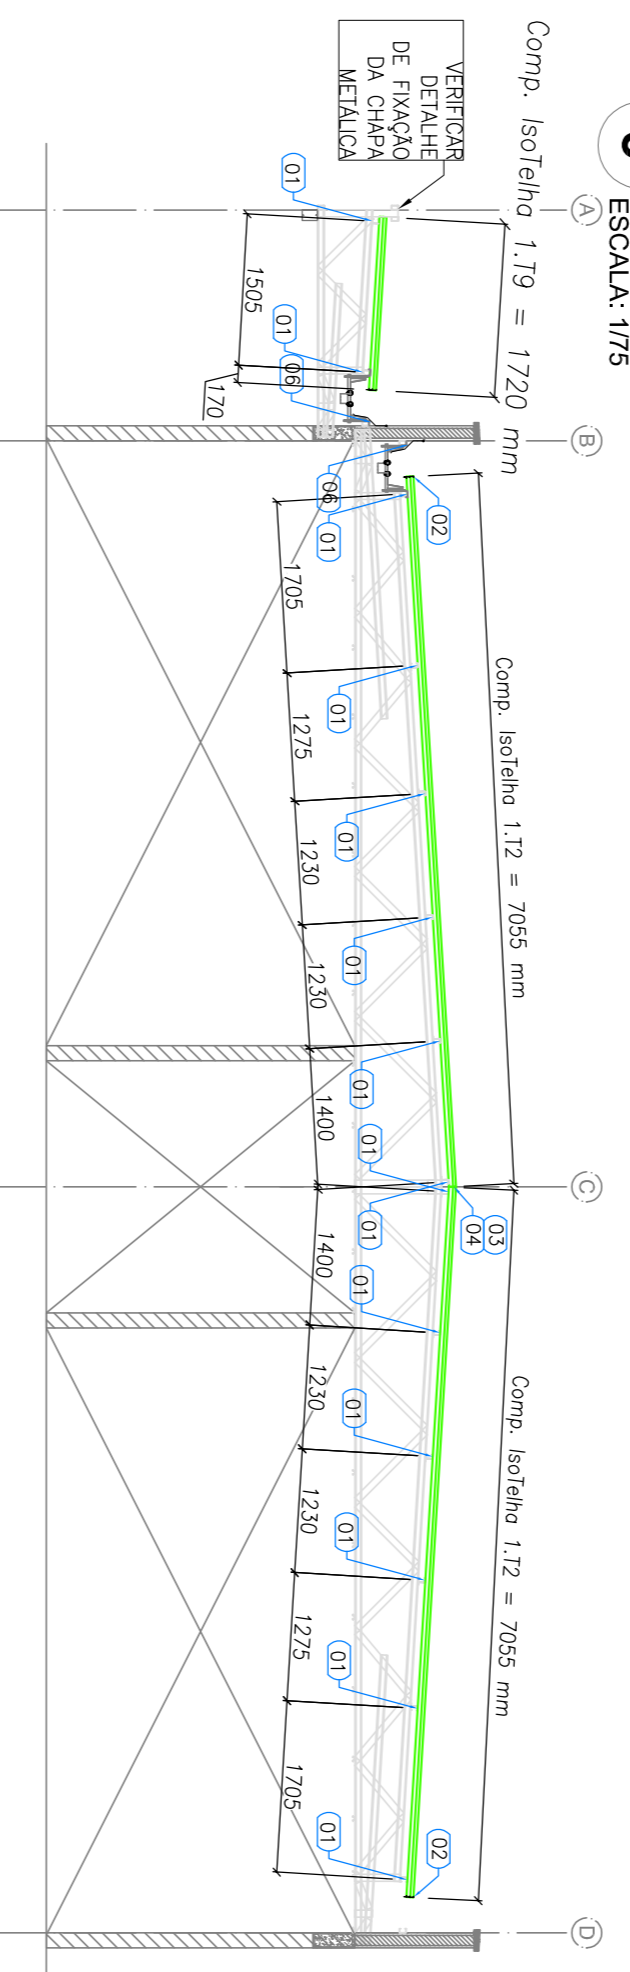 ESCALA: 1/75
Comp. IsoTelha 1.T9 = 1720 mm
VERIFICAR
DETALHE
DE FIXAÇÃO
DA CHAPA
METÁLICA
A
B
C
D
Comp. IsoTelha 1.T2 = 7055 mm
Comp. IsoTelha 1.T2 = 7055 mm
02
03
04
02
01
01
06
06
01
01
01
01
01
01
01
01
01
01
01
01
1505
170
1705
1275
1230
1230
1400
1400
1230
1230
1275
1705